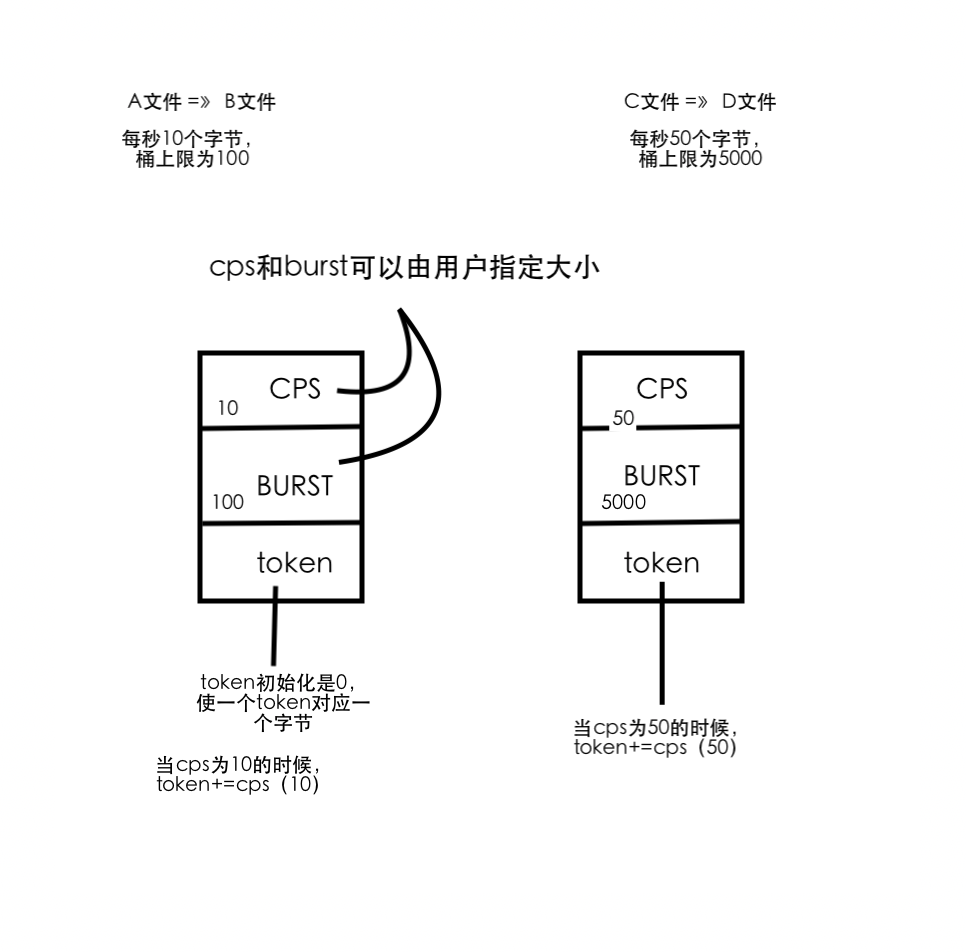 A文件 =》 B文件
每秒10个字节，
桶上限为100
C文件 =》 D文件
每秒50个字节，
桶上限为5000
cps和burst可以由用户指定大小
CPS
10
BURST
100
token
token初始化是0，
使一个token对应一
个字节
当cps为10的时候，
token+=cps（10）
CPS
50
BURST
5000
token
当cps为50的时候，
token+=cps（50）